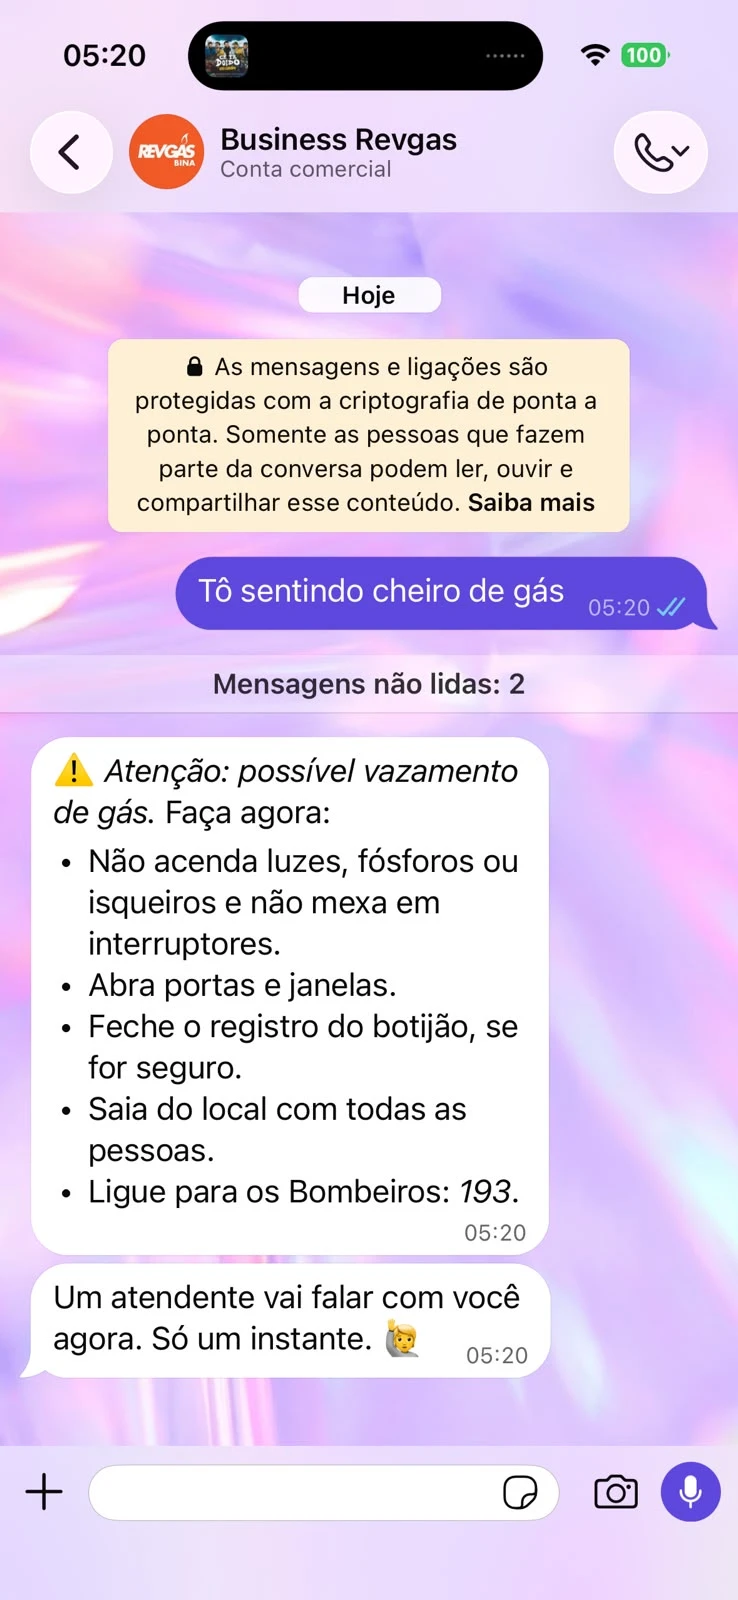 05:20
100
Business Revgas
REVGÁS
BINA
Conta comercial
Hoje
As mensagens e ligações são
protegidas com a criptografia de ponta a
ponta. Somente as pessoas que fazem
parte da conversa podem ler, ouvir e
compartilhar esse conteúdo. Saiba mais
Tô sentindo cheiro de gás 05:20
Mensagens não lidas: 2
⚠️ Atenção: possível vazamento
de gás. Faça agora:
• Não acenda luzes, fósforos ou
isqueiros e não mexa em
interruptores.
• Abra portas e janelas.
• Feche o registro do botijão, se
for seguro.
• Saia do local com todas as
pessoas.
• Ligue para os Bombeiros: 193.
05:20
Um atendente vai falar com você
agora. Só um instante. 🙋
05:20